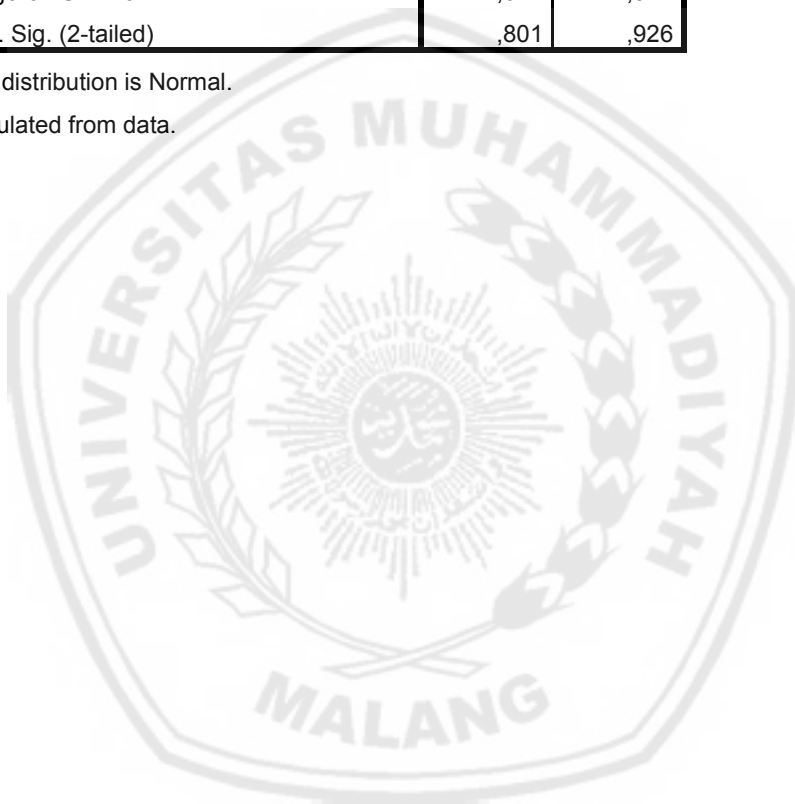 . Sig. (2-tailed) ,801 ,926
distribution is Normal.
ulated from data.
UNIVERSITAS MUHAMMADIYAH
MALANG